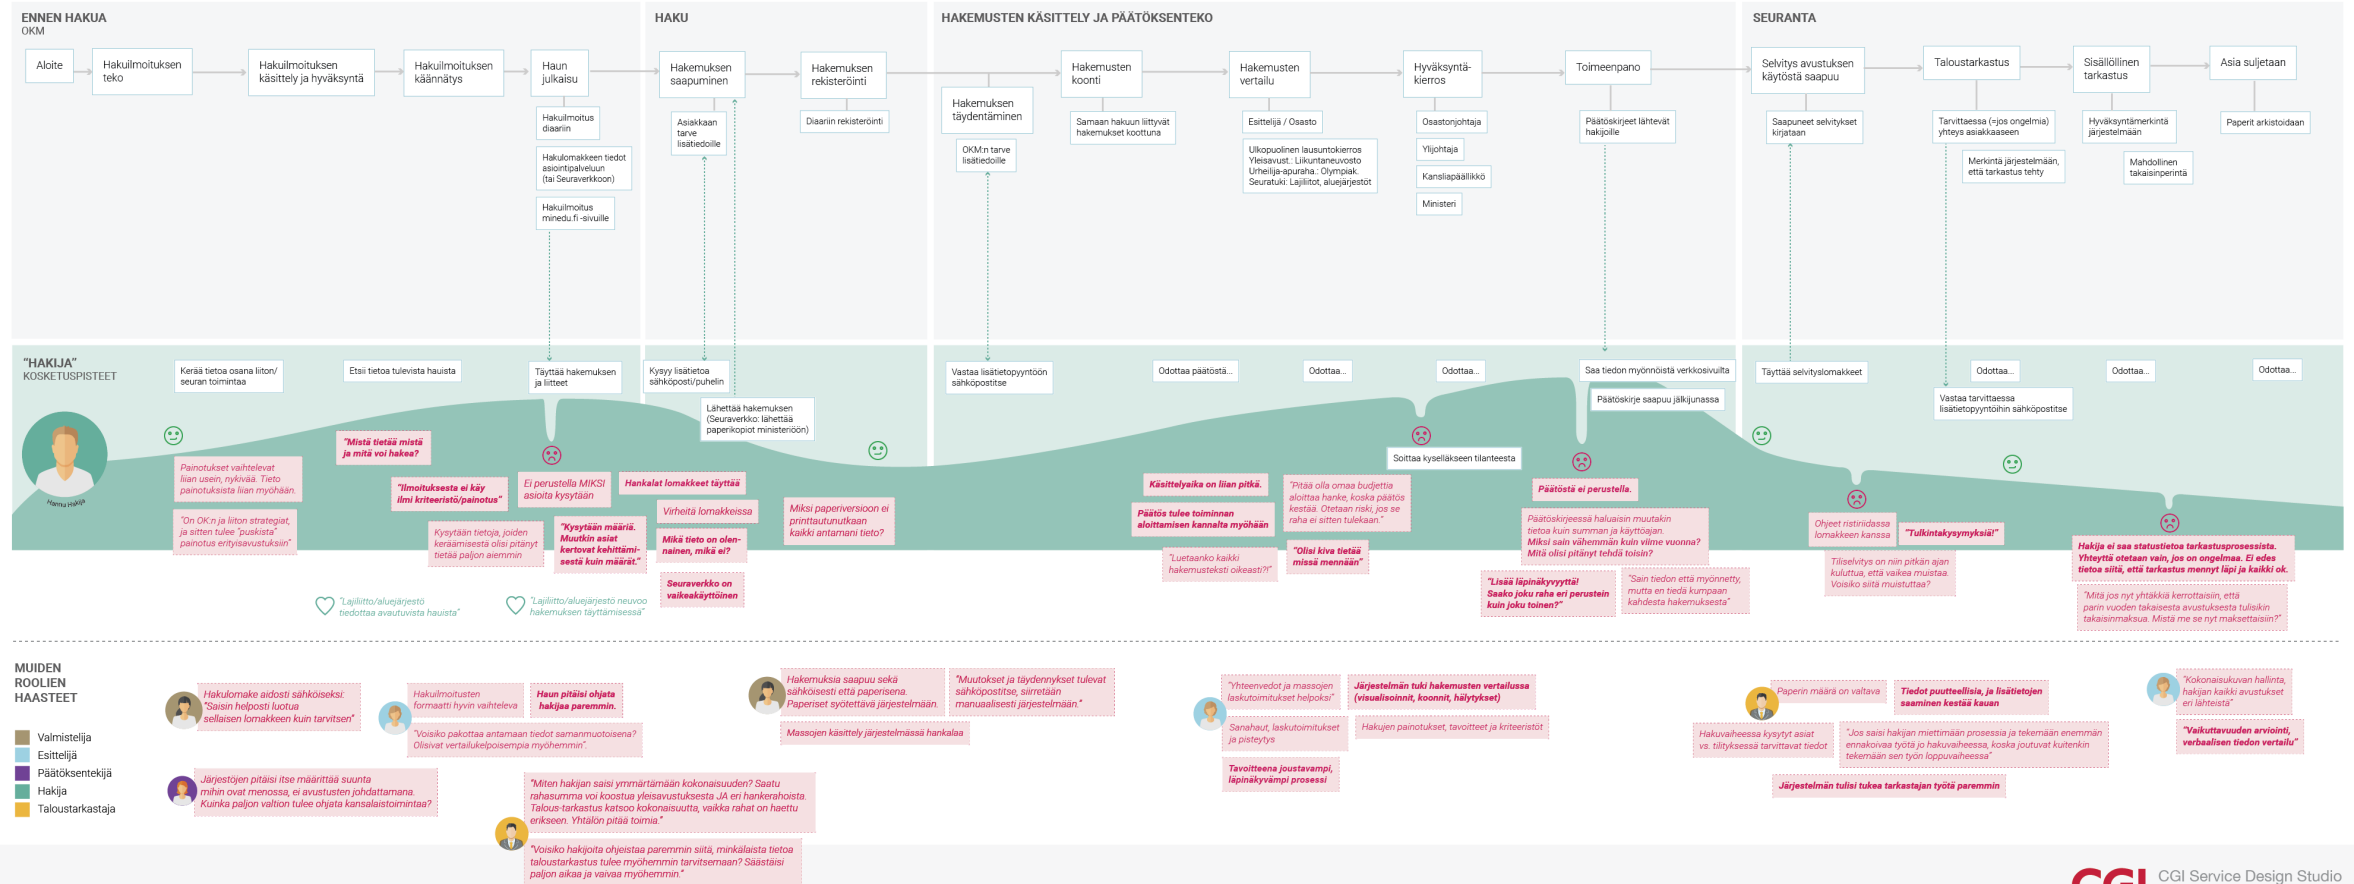 ENNEN HAKUA
OKM
Aloite
Hakuilmoituksen
teko
Hakuilmoituksen
käsittely ja hyväksyntä
Hakuilmoituksen
käännätys
Haun
julkaisu
Hakuilmoitus
diaariin
Hakulomakkeen tiedot
asiointipalveluun
(tai Seuraverkkoon)
Hakuilmoitus
minedu.fi -sivuille
HAKU
Hakemuksen
saapuminen
Asiakkaan
tarve
lisätiedoille
Hakemuksen
rekisteröinti
Diaariin rekisteröinti
HAKEMUSTEN KÄSITTELY JA PÄÄTÖKSENTEKO
Hakemuksen
täydentäminen
OKM:n tarve
lisätiedoille
Hakemusten
koonti
Samaan hakuun liittyvät
hakemukset koottuna
Hakemusten
vertailu
Esittelijä / Osasto
Ulkopuolinen lausuntokierros
Yleisavust.: Liikuntaneuvosto
Urheilija-apuraha.: Olympiak.
Seuratuki: Lajiliitot, aluejärjestöt
Hyväksyntä-
kierros
Osastonjohtaja
Ylijohtaja
Kansliapäällikkö
Ministeri
Toimeenpano
Päätöskirjeet lähtevät
hakijoille
SEURANTA
Selvitys avustuksen
käytöstä saapuu
Saapuneet selvitykset
kirjataan
Taloustarkastus
Tarvittaessa (=jos ongelmia)
yhteys asiakkaaseen
Merkintä järjestelmään,
että tarkastus tehty
Sisällöllinen
tarkastus
Hyväksyntämerkintä
järjestelmään
Mahdollinen
takaisinperintä
Asia suljetaan
Paperit arkistoidaan
"HAKIJA"
KOSKETUSPISTEET
Kerää tietoa osana liiton/
seuran toimintaa
Etsii tietoa tulevista hauista
Täyttää hakemuksen
ja liitteet
Kysyy lisätietoa
sähköposti/puhelin
Lähettää hakemuksen
(Seuraverkko: lähettää
paperikopiot ministeriöön)
Vastaa lisätietopyyntöön
sähköpostitse
Odottaa päätöstä...
Odottaa...
Odottaa...
Soittaa kyselläkseen tilanteesta
Saa tiedon myönnöistä verkkosivuilta
Päätöskirje saapuu jälkijunassa
Täyttää selvityslomakkeet
Vastaa tarvittaessa
lisätietopyyntöihin sähköpostitse
Odottaa...
Odottaa...
Odottaa...
Hannu Hakija
Painotukset vaihtelevat
liian usein, nykivää. Tieto
painotuksista liian myöhään.
"On OK:n ja liiton strategiat,
ja sitten tulee "puskista"
painotus erityisavustuksiin"
"Mistä tietää mistä
ja mitä voi hakea?
"Ilmoituksesta ei käy
ilmi kriteeristö/painotus"
Kysytään tietoja, joiden
keräämisestä olisi pitänyt
tietää paljon aiemmin
Ei perustella MIKSI
asioita kysytään
"Kysytään määriä.
Muutkin asiat
kertovat kehittämi-
sestä kuin määrät."
Hankalat lomakkeet täyttää
Virheitä lomakkeissa
Mikä tieto on olen-
nainen, mikä ei?
Seuraverkko on
vaikeakäyttöinen
Miksi paperiversioon ei
printtautunutkaan
kaikki antamani tieto?
"Lajiliitto/aluejärjestö
tiedottaa avautuvista hauista"
"Lajiliitto/aluejärjestö neuvoo
hakemuksen täyttämisessä"
Käsittelyaika on liian pitkä.
Päätös tulee toiminnan
aloittamisen kannalta myöhään
"Luetaanko kaikki
hakemusteksti oikeasti?!"
"Pitää olla omaa budjettia
aloittaa hanke, koska päätös
kestää. Otetaan riski, jos se
raha ei sitten tulekaan."
"Olisi kiva tietää
missä mennään"
Päätöstä ei perustella.
Päätöskirjeessä haluaisin muutakin
tietoa kuin summan ja käyttöajan.
Miksi sain vähemmän kuin viime vuonna?
Mitä olisi pitänyt tehdä toisin?
"Lisää läpinäkyvyyttä!
Saako joku raha eri perustein
kuin joku toinen?"
"Sain tiedon että myönnetty,
mutta en tiedä kumpaan
kahdesta hakemuksesta"
Ohjeet ristiriidassa
lomakkeen kanssa
"Tulkintakysymyksiä!"
Tiliselvitys on niin pitkän ajan
kuluttua, että vaikea muistaa.
Voisiko siitä muistuttaa?
Hakija ei saa statustietoa tarkastusprosessista.
Yhteyttä otetaan vain, jos on ongelmaa. Ei edes
tietoa siitä, että tarkastus mennyt läpi ja kaikki ok.
"Mitä jos nyt yhtäkkiä kerrottaisiin, että
parin vuoden takaisesta avustuksesta tulisikin
takaisinmaksua. Mistä me se nyt maksettaisiin?"
MUIDEN
ROOLIEN
HAASTEET
Valmistelija
Esittelijä
Päätöksentekijä
Hakija
Taloustarkastaja
Hakulomake aidosti sähköiseksi:
"Saisin helposti luotua
sellaisen lomakkeen kuin tarvitsen"
Järjestöjen pitäisi itse määrittää suunta
mihin ovat menossa, ei avustusten johdattamana.
Kuinka paljon valtion tulee ohjata kansalaistoimintaa?
Hakuilmoitusten
formaatti hyvin vaihteleva
Haun pitäisi ohjata
hakijaa paremmin.
"Voisiko pakottaa antamaan tiedot samanmuotoisena?
Olisivat vertailukelpoisempia myöhemmin".
"Miten hakijan saisi ymmärtämään kokonaisuuden? Saatu
rahasumma voi koostua yleisavustuksesta JA eri hankerahoista.
Talous-tarkastus katsoo kokonaisuutta, vaikka rahat on haettu
erikseen. Yhtälön pitää toimia."
"Voisiko hakijoita ohjeistaa paremmin siitä, minkälaista tietoa
taloustarkastus tulee myöhemmin tarvitsemaan? Säästäisi
paljon aikaa ja vaivaa myöhemmin."
Hakemuksia saapuu sekä
sähköisesti että paperisena.
Paperiset syötettävä järjestelmään.
"Muutokset ja täydennykset tulevat
sähköpostitse, siirretään
manuaalisesti järjestelmään."
Massojen käsittely järjestelmässä hankalaa
"Yhteenvedot ja massojen
laskutoimitukset helpoksi"
Järjestelmän tuki hakemusten vertailussa
(visualisoinnit, koonnit, hälytykset)
Sanahaut, laskutoimitukset
ja pisteytys
Hakujen painotukset, tavoitteet ja kriteeristöt
Tavoitteena joustavampi,
läpinäkyvämpi prosessi
Paperin määrä on valtava
Tiedot puutteellisia, ja lisätietojen
saaminen kestää kauan
Hakuvaiheessa kysytyt asiat
vs. tilityksessä tarvittavat tiedot
"Jos saisi hakijan miettimään prosessia ja tekemään enemmän
ennakoivaa työtä jo hakuvaiheessa, koska joutuvat kuitenkin
tekemään sen työn loppuvaiheessa"
Järjestelmän tulisi tukea tarkastajan työtä paremmin
"Kokonaiskuvan hallinta,
hakijan kaikki avustukset
eri lähteistä"
"Vaikuttavuuden arviointi,
verbaalisen tiedon vertailu"
CGI CGI Service Design Studio